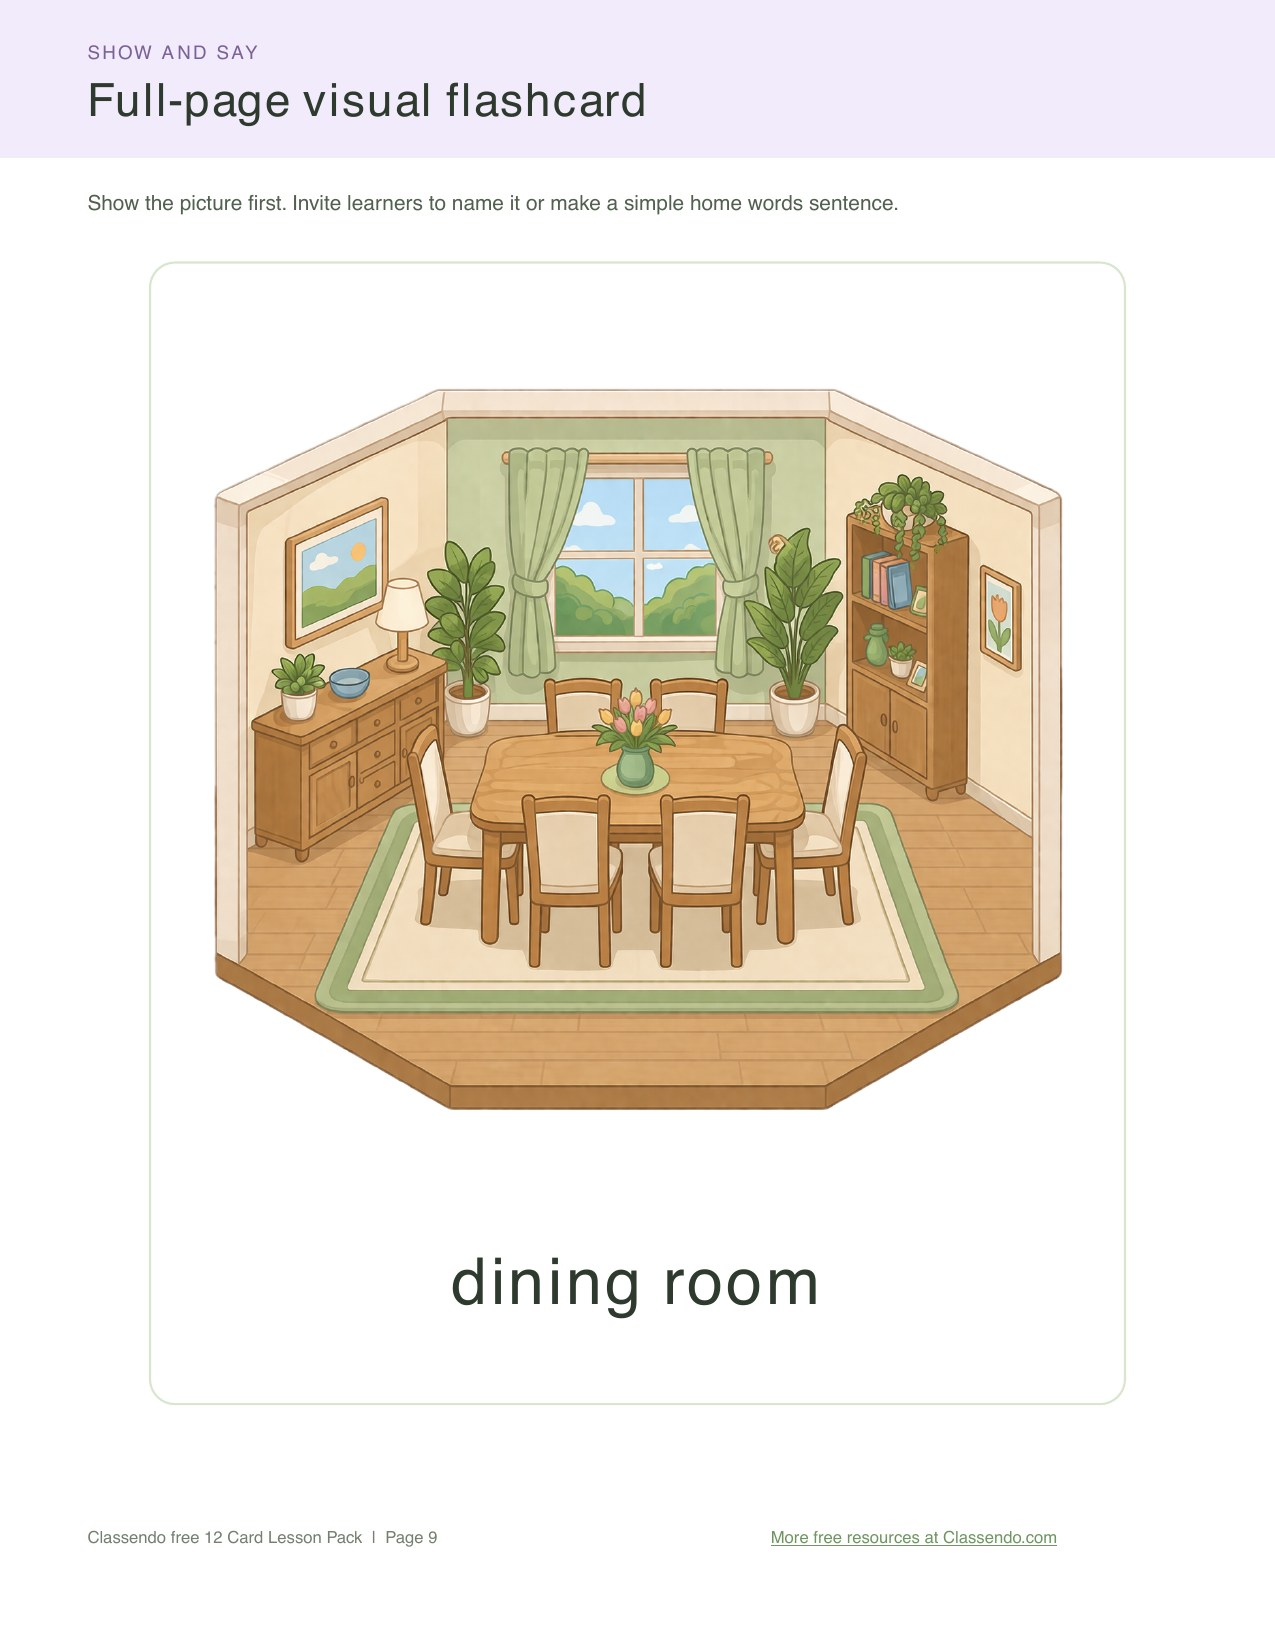 SHOW AND SAY
Full-page visual flashcard
Show the picture first. Invite learners to name it or make a simple home words sentence.
dining room
Classendo free 12 Card Lesson Pack | Page 9
More free resources at Classendo.com